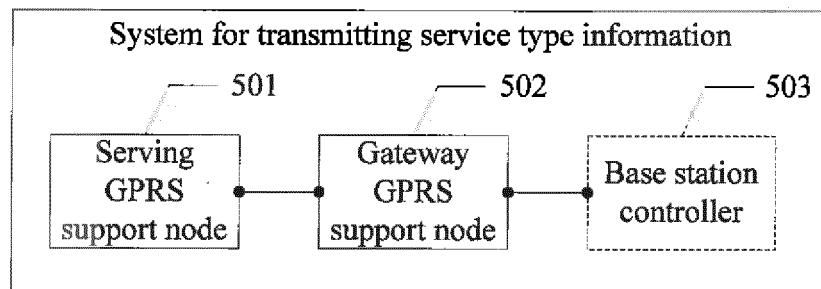 System for transmitting service type information
501
502
503
Serving
GPRS
support node
Gateway
GPRS
support node
Base station
controller